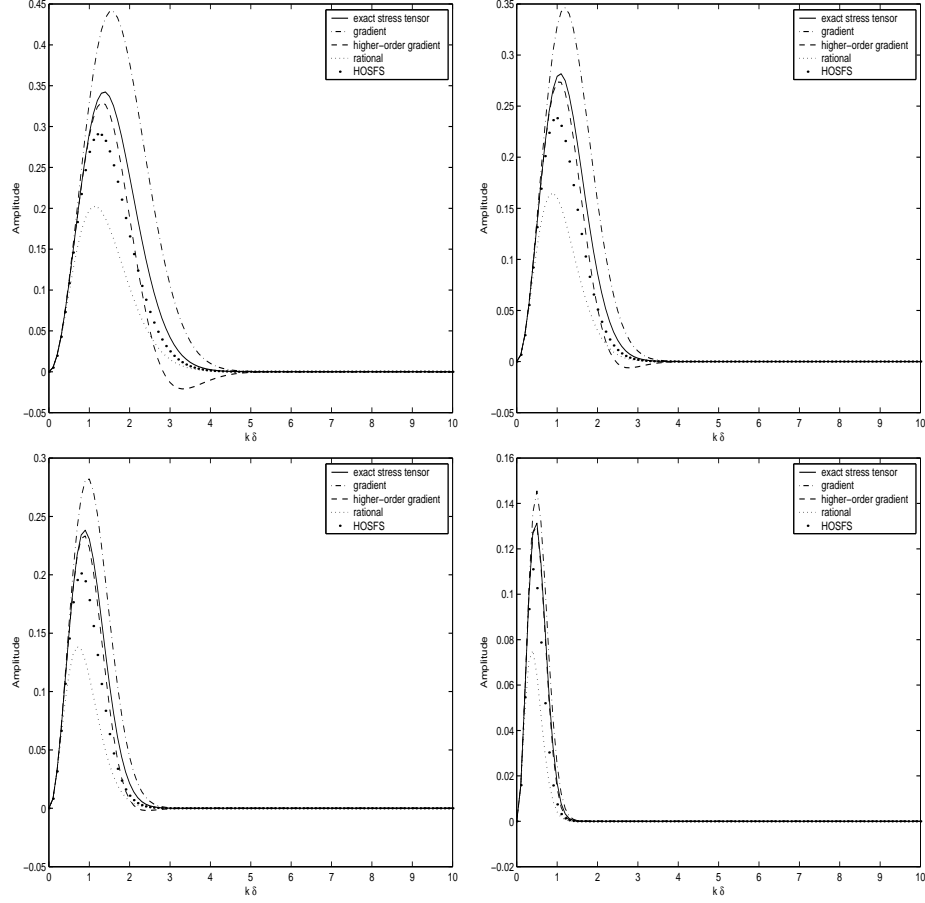 0.45
0.4
0.35
0.3
0.25
0.2
0.15
0.1
0.05
0
−0.05
Amplitude
0 1 2 3 4 5 6 7 8 9 10
k δ
exact stress tensor
gradient
higher−order gradient
rational
HOSFS
0.35
0.3
0.25
0.2
0.15
0.1
0.05
0
−0.05
Amplitude
0 1 2 3 4 5 6 7 8 9 10
k δ
exact stress tensor
gradient
higher−order gradient
rational
HOSFS
0.3
0.25
0.2
0.15
0.1
0.05
0
−0.05
Amplitude
0 1 2 3 4 5 6 7 8 9 10
k δ
exact stress tensor
gradient
higher−order gradient
rational
HOSFS
0.16
0.14
0.12
0.1
0.08
0.06
0.04
0.02
0
−0.02
Amplitude
0 1 2 3 4 5 6 7 8 9 10
k δ
exact stress tensor
gradient
higher−order gradient
rational
HOSFS